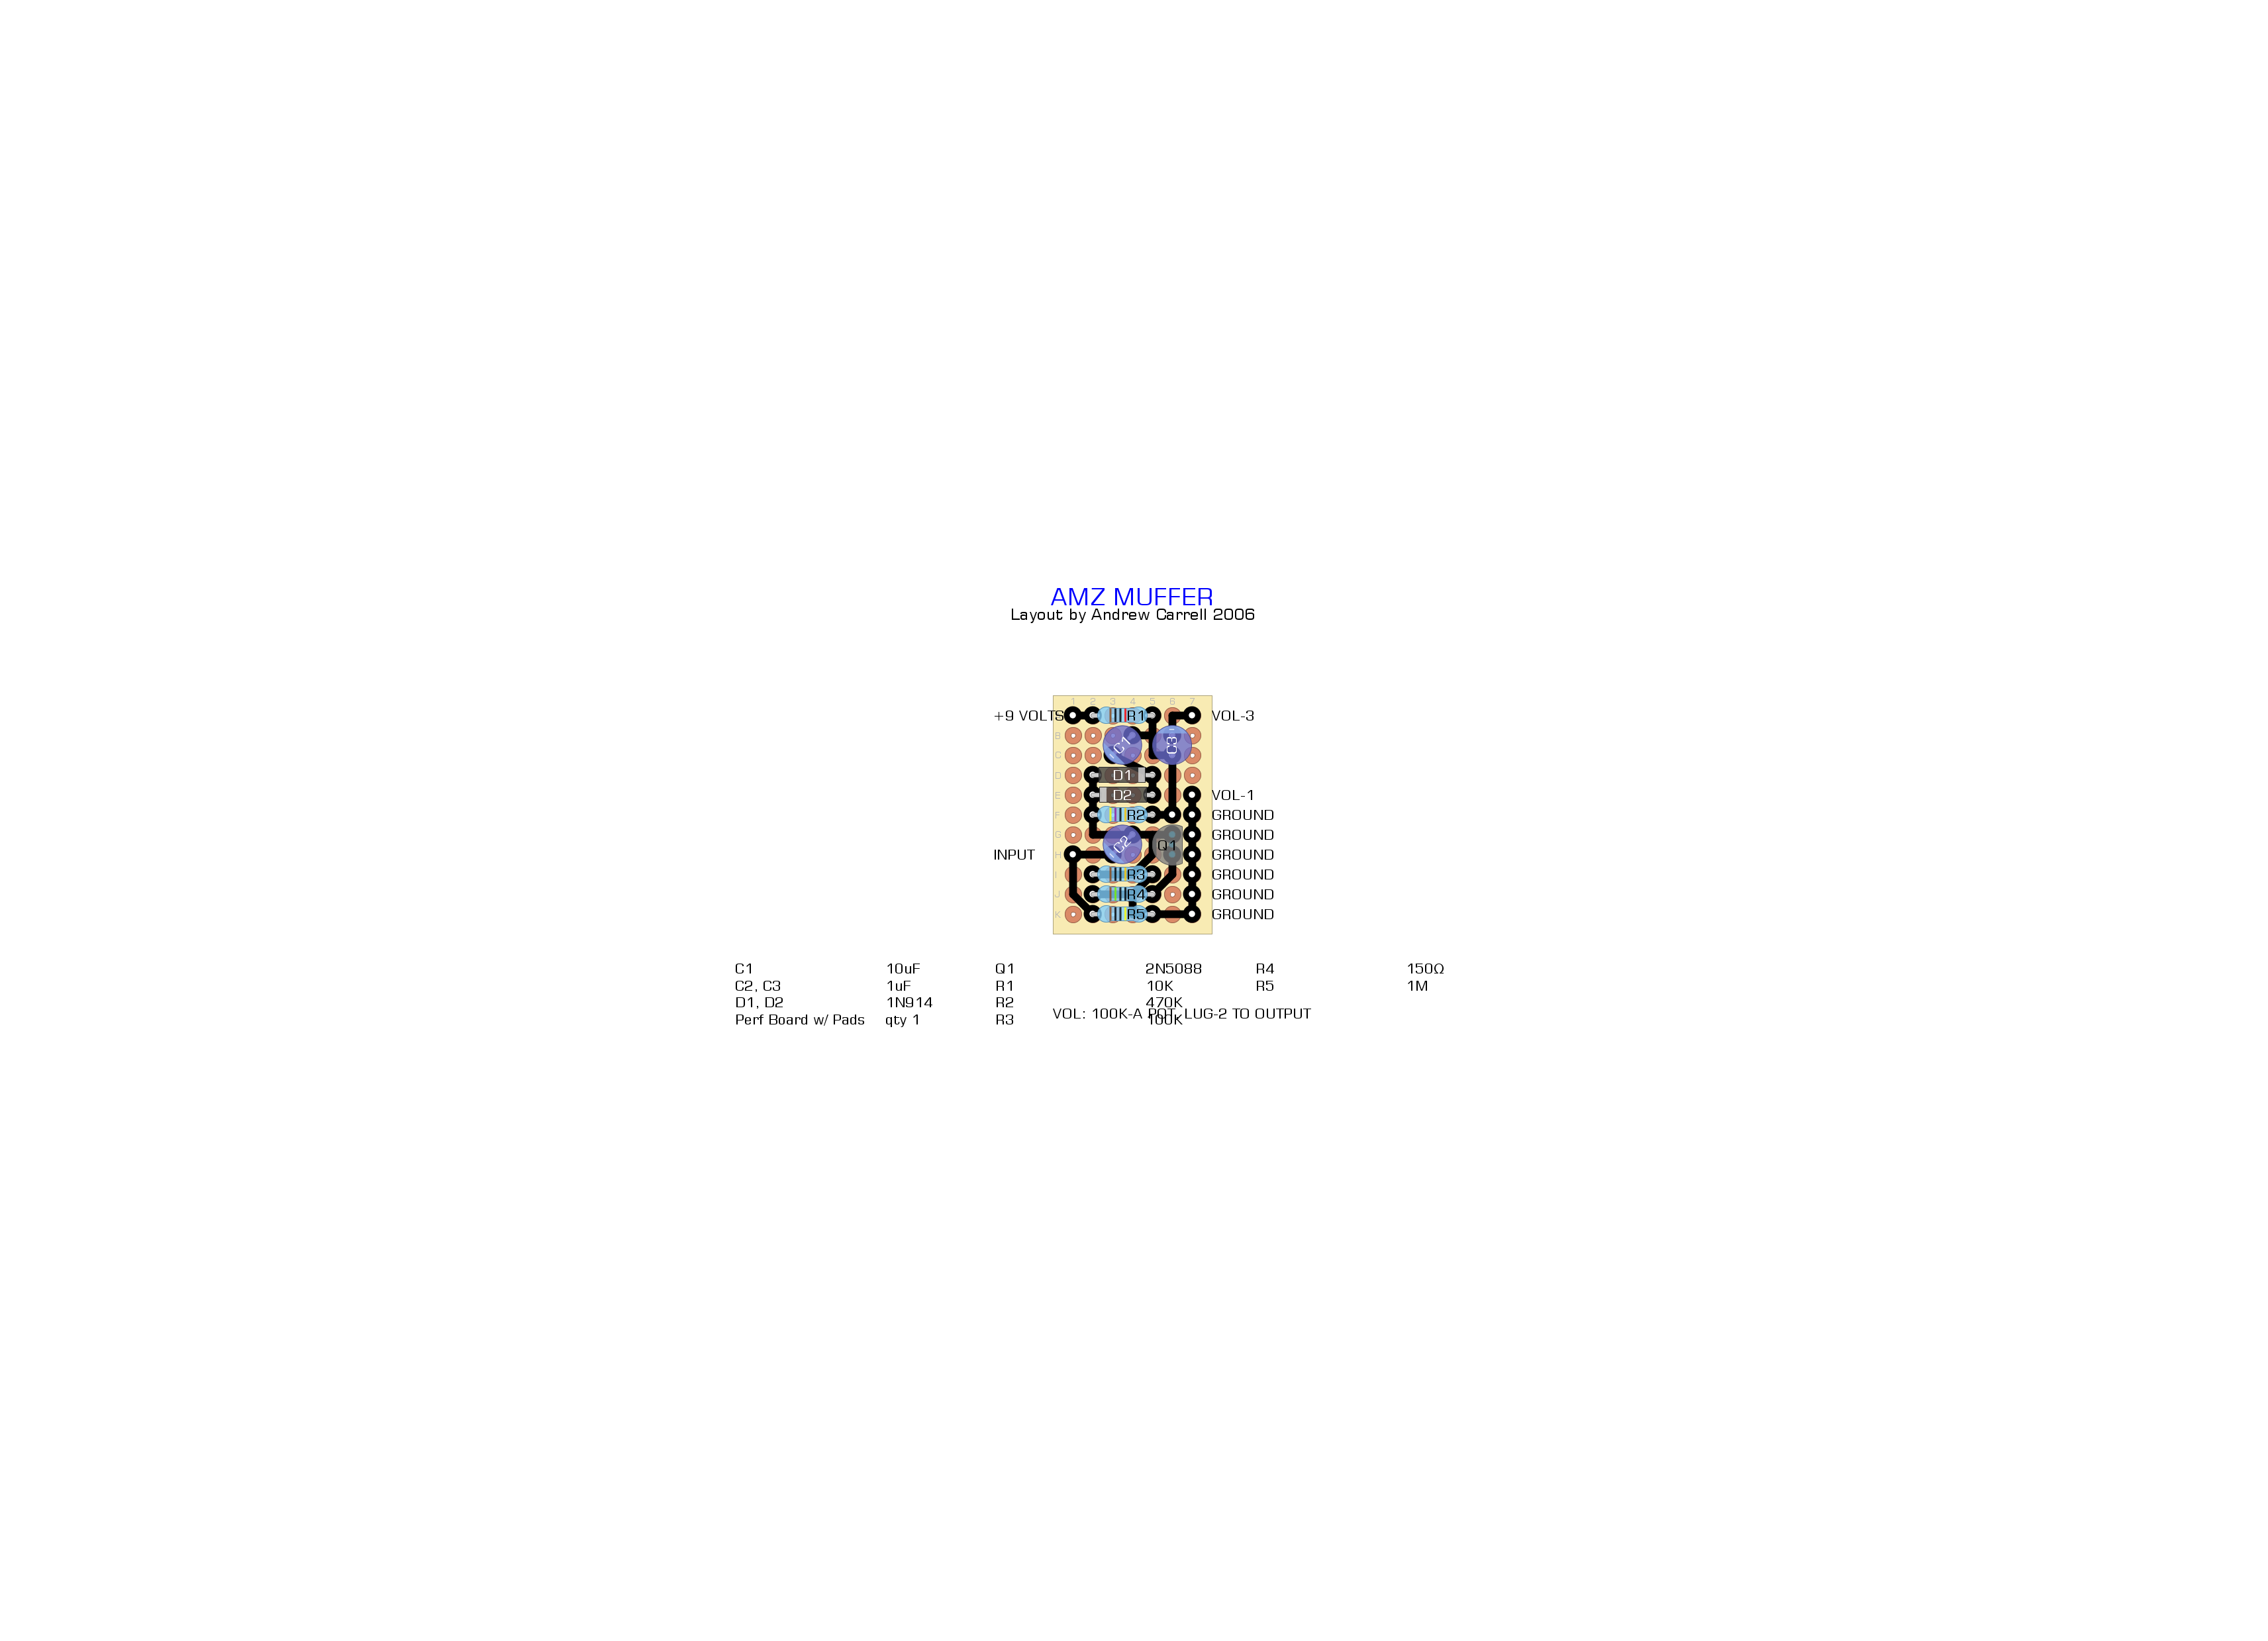 AMZ MUFFER
Layout by Andrew Carrell 2006
1 2 3 4 5 6 7
+9 VOLTS R1 VOL-3
B C1 C3
C
D D1
E D2 VOL-1
F R2 GROUND
G C2 Q1 GROUND
INPUT H GROUND
I R3 GROUND
J R4 GROUND
K R5 GROUND
C1 10uF Q1 2N5088 R4 150Ω
C2, C3 1uF R1 10K R5 1M
D1, D2 1N914 R2 470K
VOL: 100K-A POT, LUG-2 TO OUTPUT
Perf Board w/ Pads qty 1 R3 100K